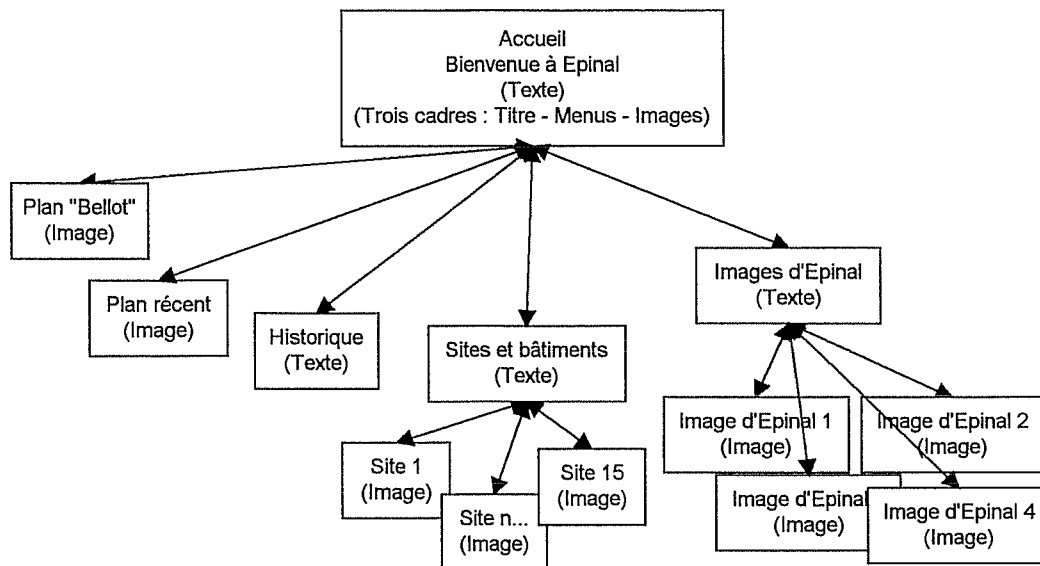 Accueil
Bienvenue à Epinal
(Texte)
(Trois cadres : Titre - Menus - Images)
Plan "Bellot"
(Image)
Plan récent
(Image)
Historique
(Texte)
Sites et bâtiments
(Texte)
Images d'Epinal
(Texte)
Site 1
(Image)
Site n...
(Image)
Site 15
(Image)
Image d'Epinal 1
(Image)
Image d'Epinal 2
(Image)
Image d'Epinal
(Image)
Image d'Epinal 4
(Image)